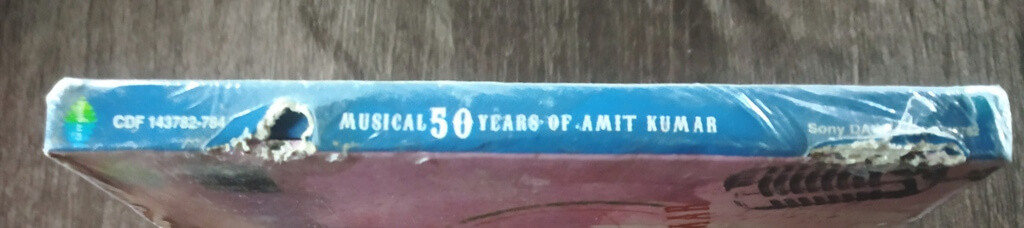 CDF 143782-784
MUSICAL 50 YEARS OF AMIT KUMAR
Sony